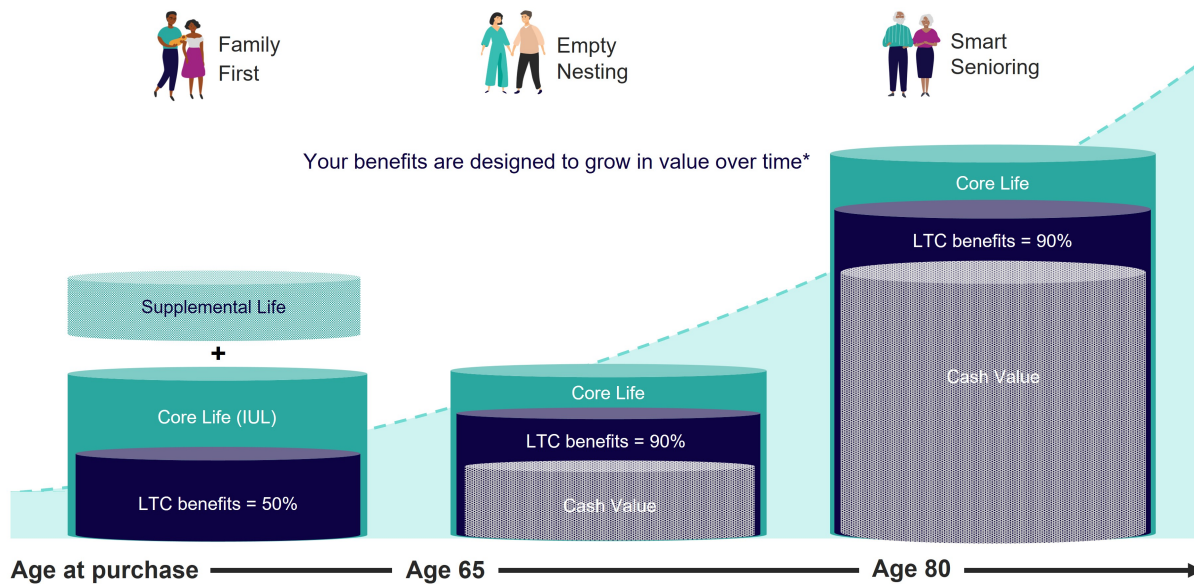 Family
First
Empty
Nesting
Smart
Senioring
Your benefits are designed to grow in value over time*
Supplemental Life
+
Core Life (IUL)
LTC benefits = 50%
Core Life
LTC benefits = 90%
Cash Value
Core Life
LTC benefits = 90%
Cash Value
Age at purchase
Age 65
Age 80